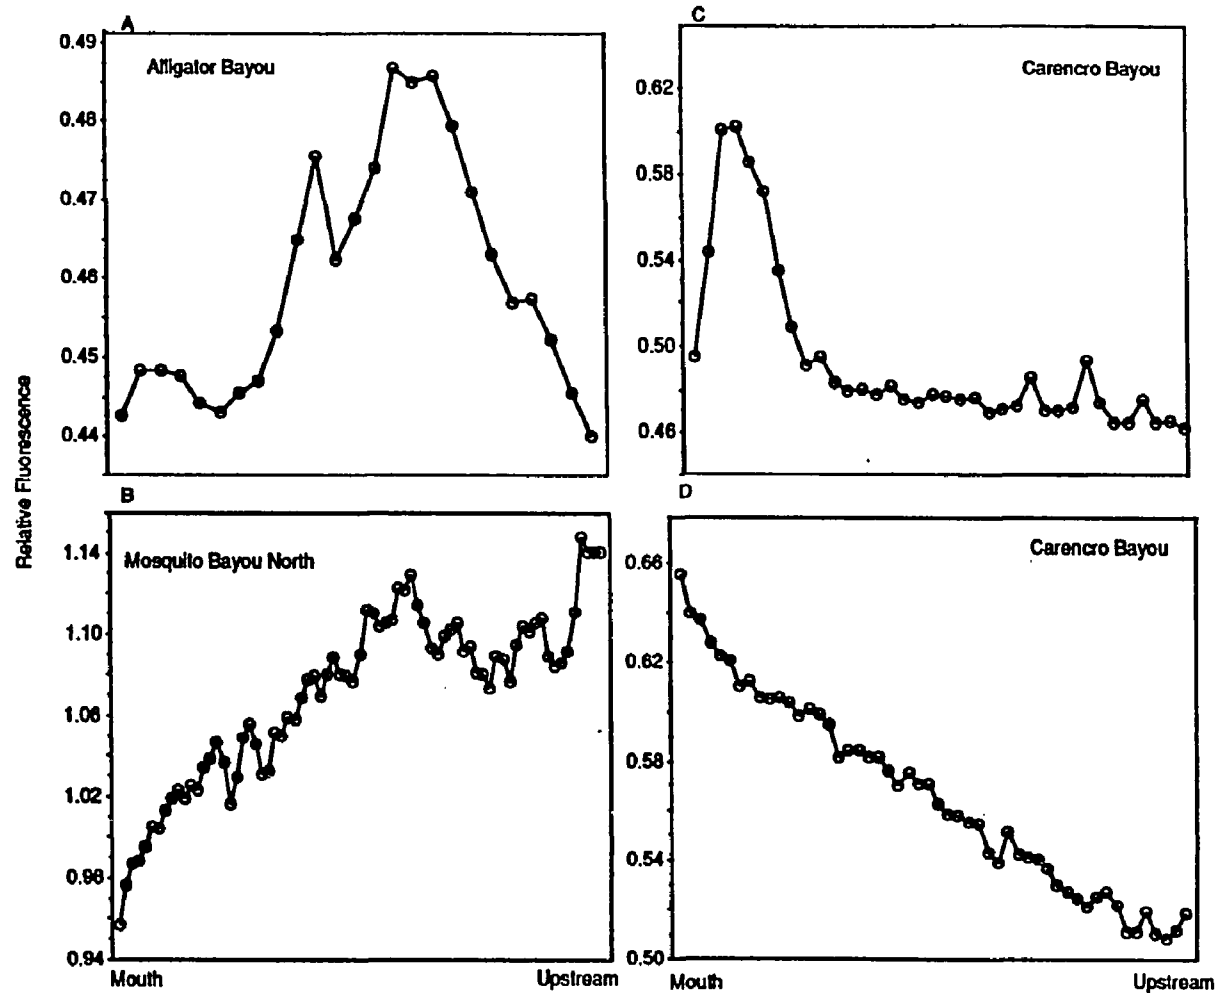 A
Alligator Bayou
0.49
0.48
0.47
0.46
0.45
0.44
C
Carencro Bayou
0.62
0.58
0.54
0.50
0.46
Relative Fluorescence
B
Mosquito Bayou North
1.14
1.10
1.06
1.02
0.98
0.94
Mouth
Upstream
D
Carencro Bayou
0.66
0.62
0.58
0.54
0.50
Mouth
Upstream